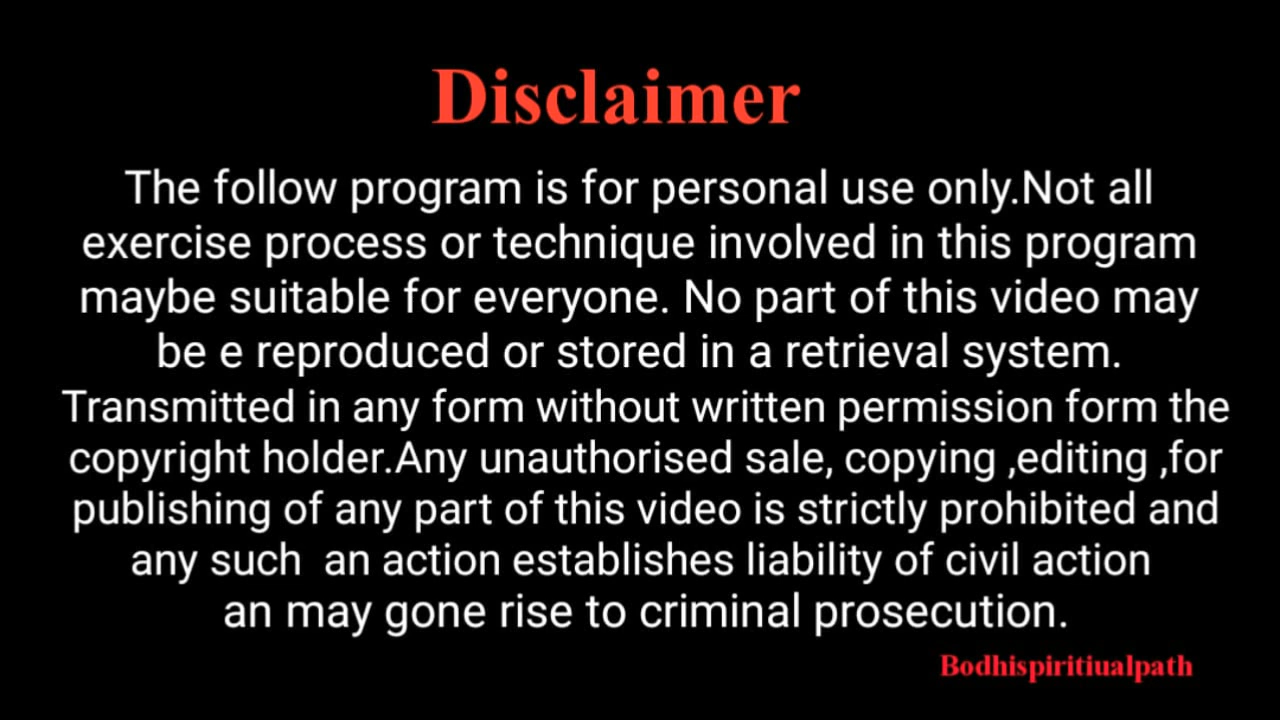 Disclaimer
The follow program is for personal use only.Not all
exercise process or technique involved in this program
maybe suitable for everyone. No part of this video may
be e reproduced or stored in a retrieval system.
Transmitted in any form without written permission form the
copyright holder.Any unauthorised sale, copying ,editing ,for
publishing of any part of this video is strictly prohibited and
any such  an action establishes liability of civil action
an may gone rise to criminal prosecution.
Bodhispiritiualpath